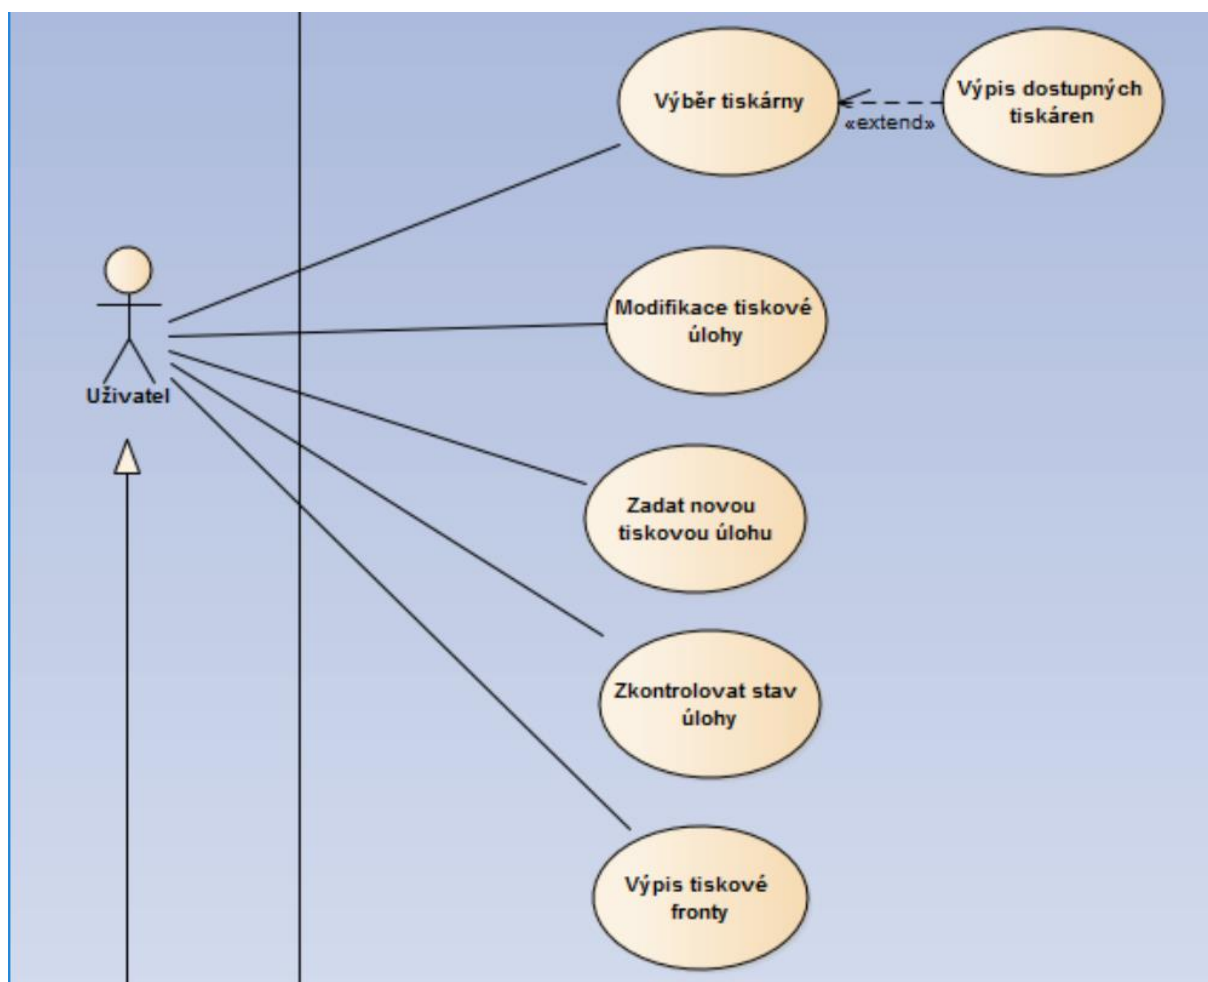 Výběr tiskárny
Výpis dostupných
tiskáren
«extend»
Modifikace tiskové
úlohy
Uživatel
Zadat novou
tiskovou úlohu
Zkontrolovat stav
úlohy
Výpis tiskové
fronty